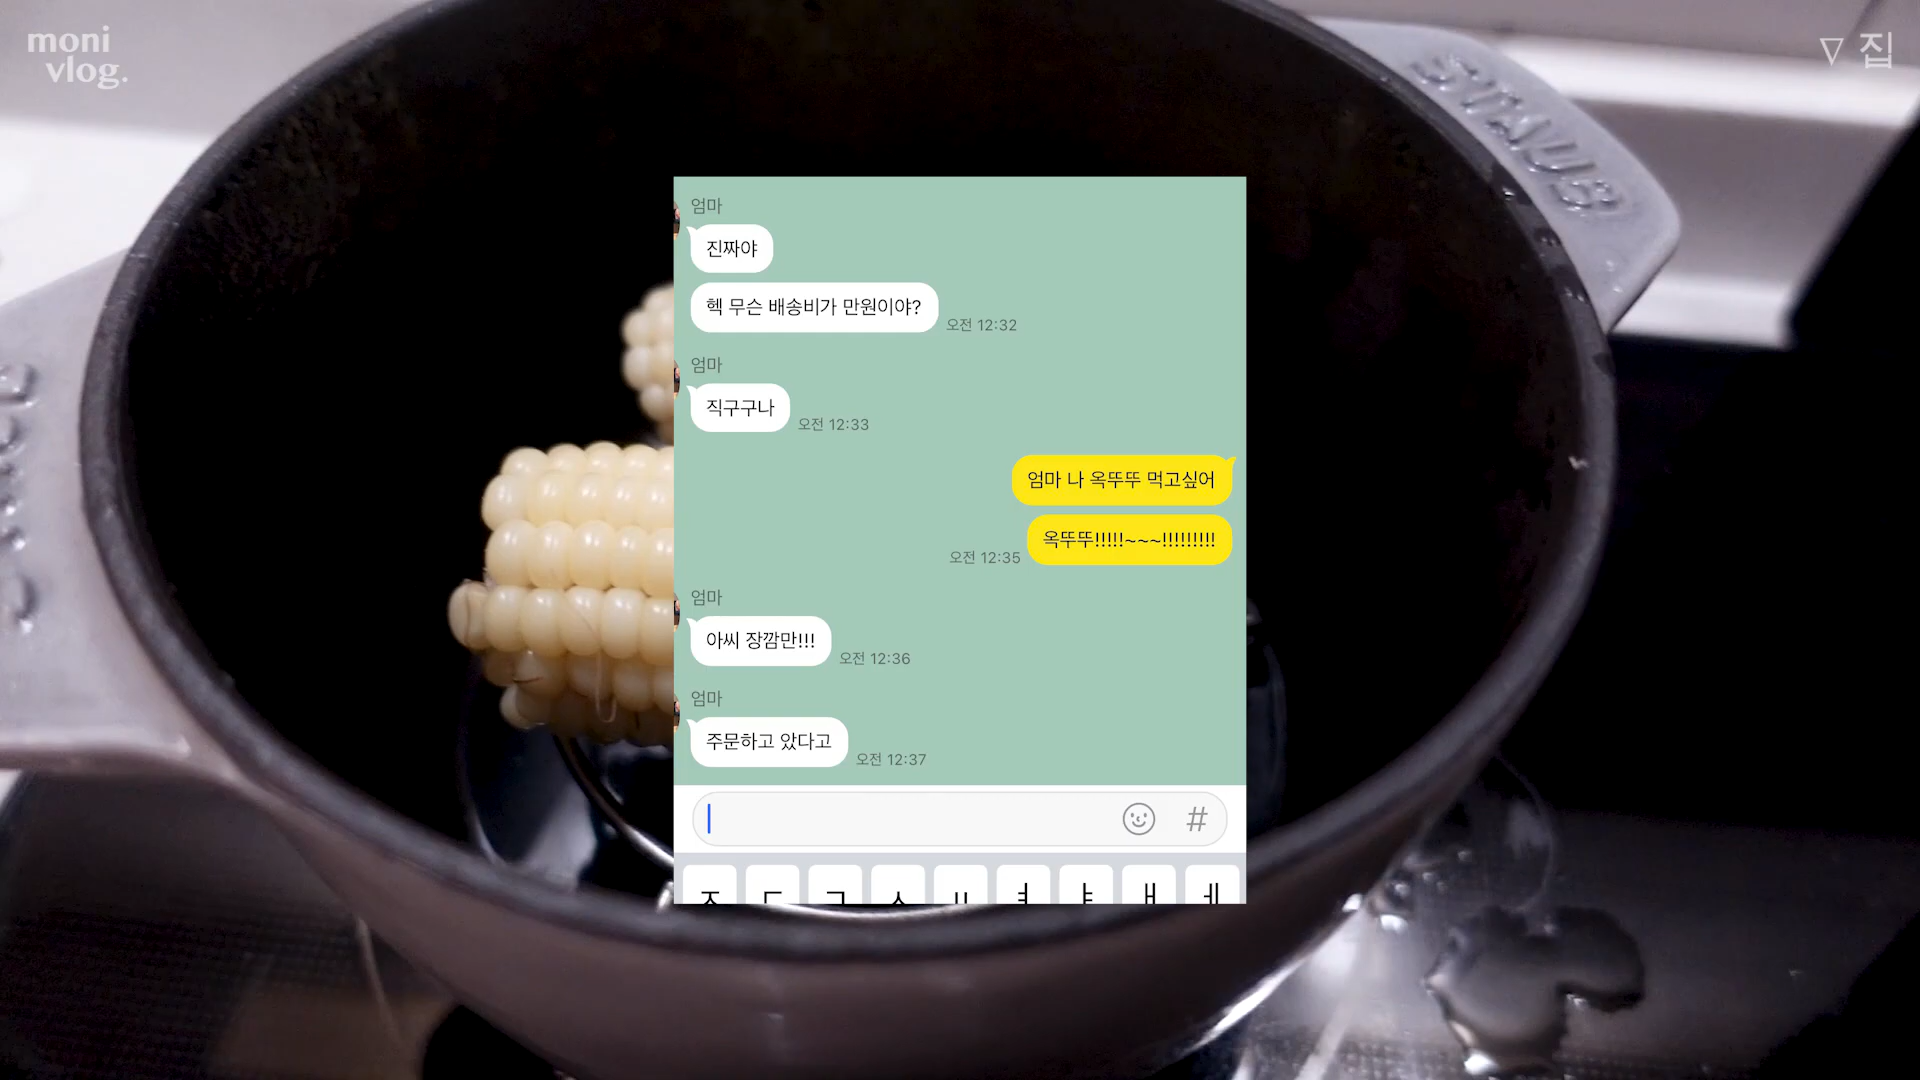 moni
vlog.
▽ 집
STAUB
엄마
진짜야
헥 무슨 배송비가 만원이야?
오전 12:32
엄마
직구구나
오전 12:33
엄마 나 옥뚜뚜 먹고싶어
옥뚜뚜!!!!!~~~!!!!!!!!!
오전 12:35
엄마
아씨 장깜만!!!
오전 12:36
엄마
주문하고 았다고
오전 12:37
#